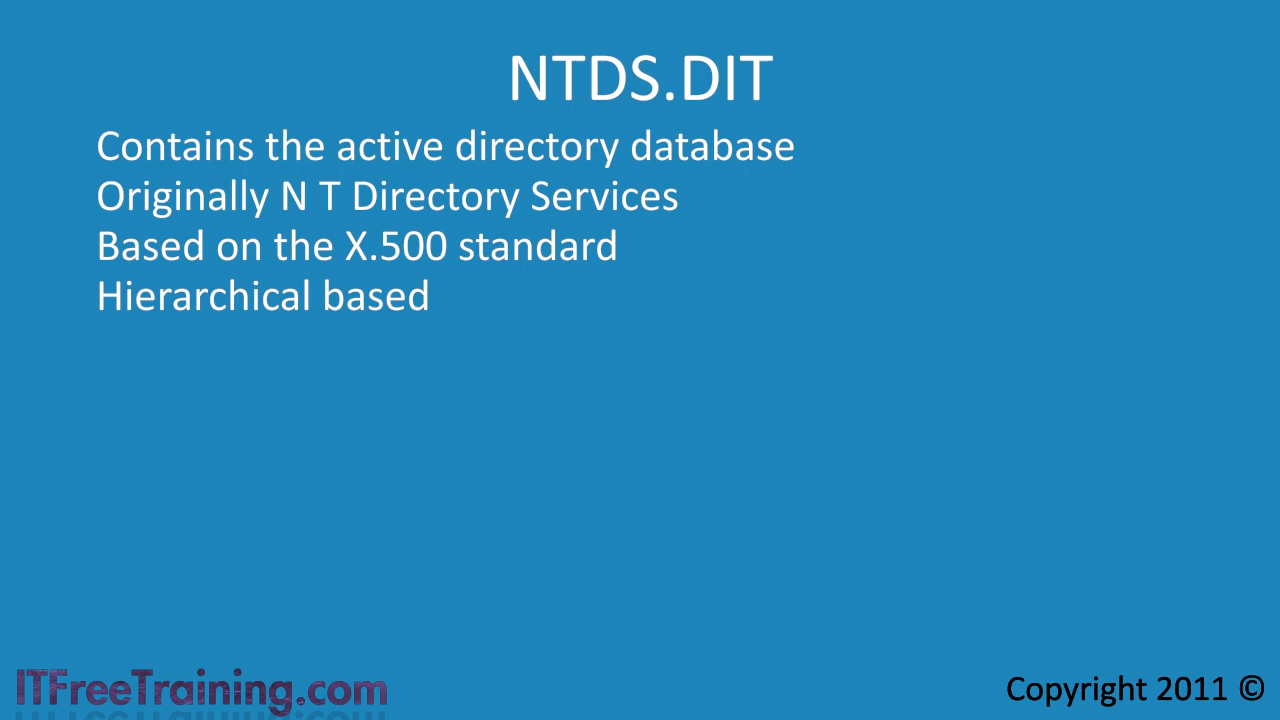 NTDS.DIT
Contains the active directory database
Originally N T Directory Services
Based on the X.500 standard
Hierarchical based
ITFreeTraining.com
Copyright 2011 ©